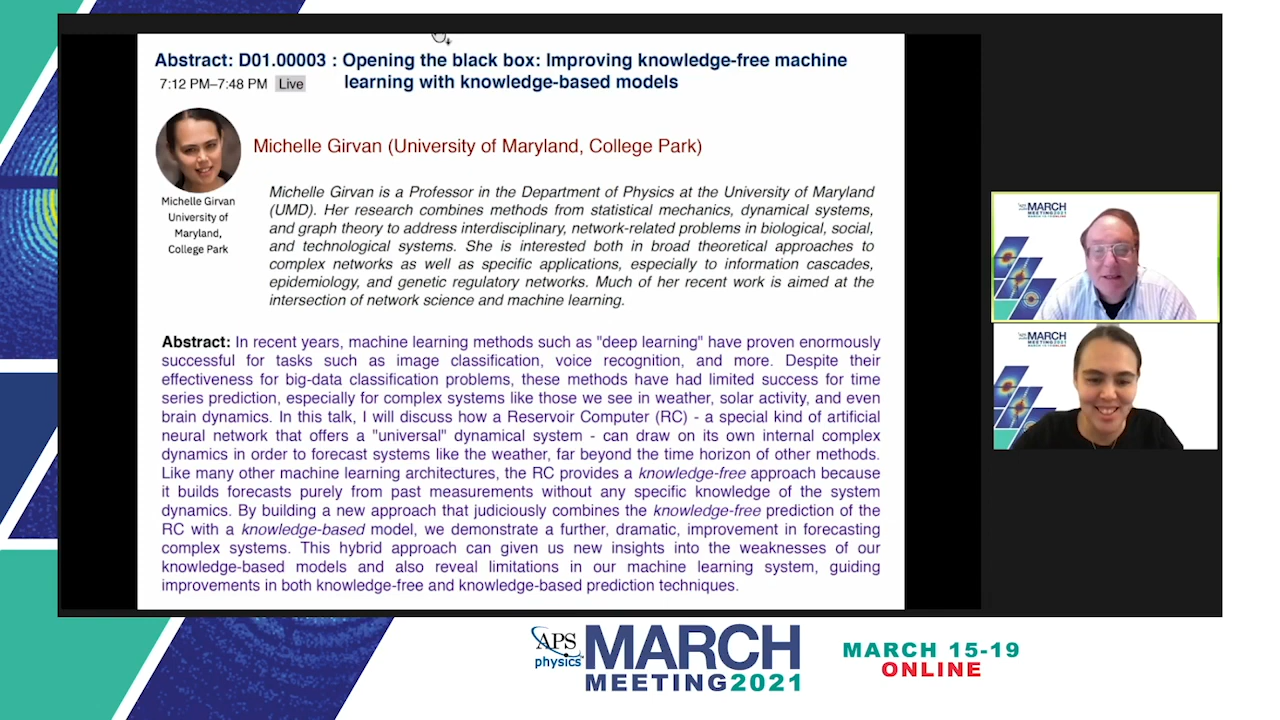 Abstract: D01.00003 : Opening the black box: Improving knowledge-free machine
learning with knowledge-based models
7:12 PM–7:48 PM Live
Michelle Girvan (University of Maryland, College Park)
Michelle Girvan
University of
Maryland,
College Park
Michelle Girvan is a Professor in the Department of Physics at the University of Maryland
(UMD). Her research combines methods from statistical mechanics, dynamical systems,
and graph theory to address interdisciplinary, network-related problems in biological, social,
and technological systems. She is interested both in broad theoretical approaches to
complex networks as well as specific applications, especially to information cascades,
epidemiology, and genetic regulatory networks. Much of her recent work is aimed at the
intersection of network science and machine learning.
Abstract: In recent years, machine learning methods such as "deep learning" have proven enormously
successful for tasks such as image classification, voice recognition, and more. Despite their
effectiveness for big-data classification problems, these methods have had limited success for time
series prediction, especially for complex systems like those we see in weather, solar activity, and even
brain dynamics. In this talk, I will discuss how a Reservoir Computer (RC) - a special kind of artificial
neural network that offers a "universal" dynamical system - can draw on its own internal complex
dynamics in order to forecast systems like the weather, far beyond the time horizon of other methods.
Like many other machine learning architectures, the RC provides a knowledge-free approach because
it builds forecasts purely from past measurements without any specific knowledge of the system
dynamics. By building a new approach that judiciously combines the knowledge-free prediction of the
RC with a knowledge-based model, we demonstrate a further, dramatic, improvement in forecasting
complex systems. This hybrid approach can given us new insights into the weaknesses of our
knowledge-based models and also reveal limitations in our machine learning system, guiding
improvements in both knowledge-free and knowledge-based prediction techniques.
MARCH
MEETING2021
MARCH
MEETING2021
APS
physics
MARCH
MEETING2021
MARCH 15-19
ONLINE